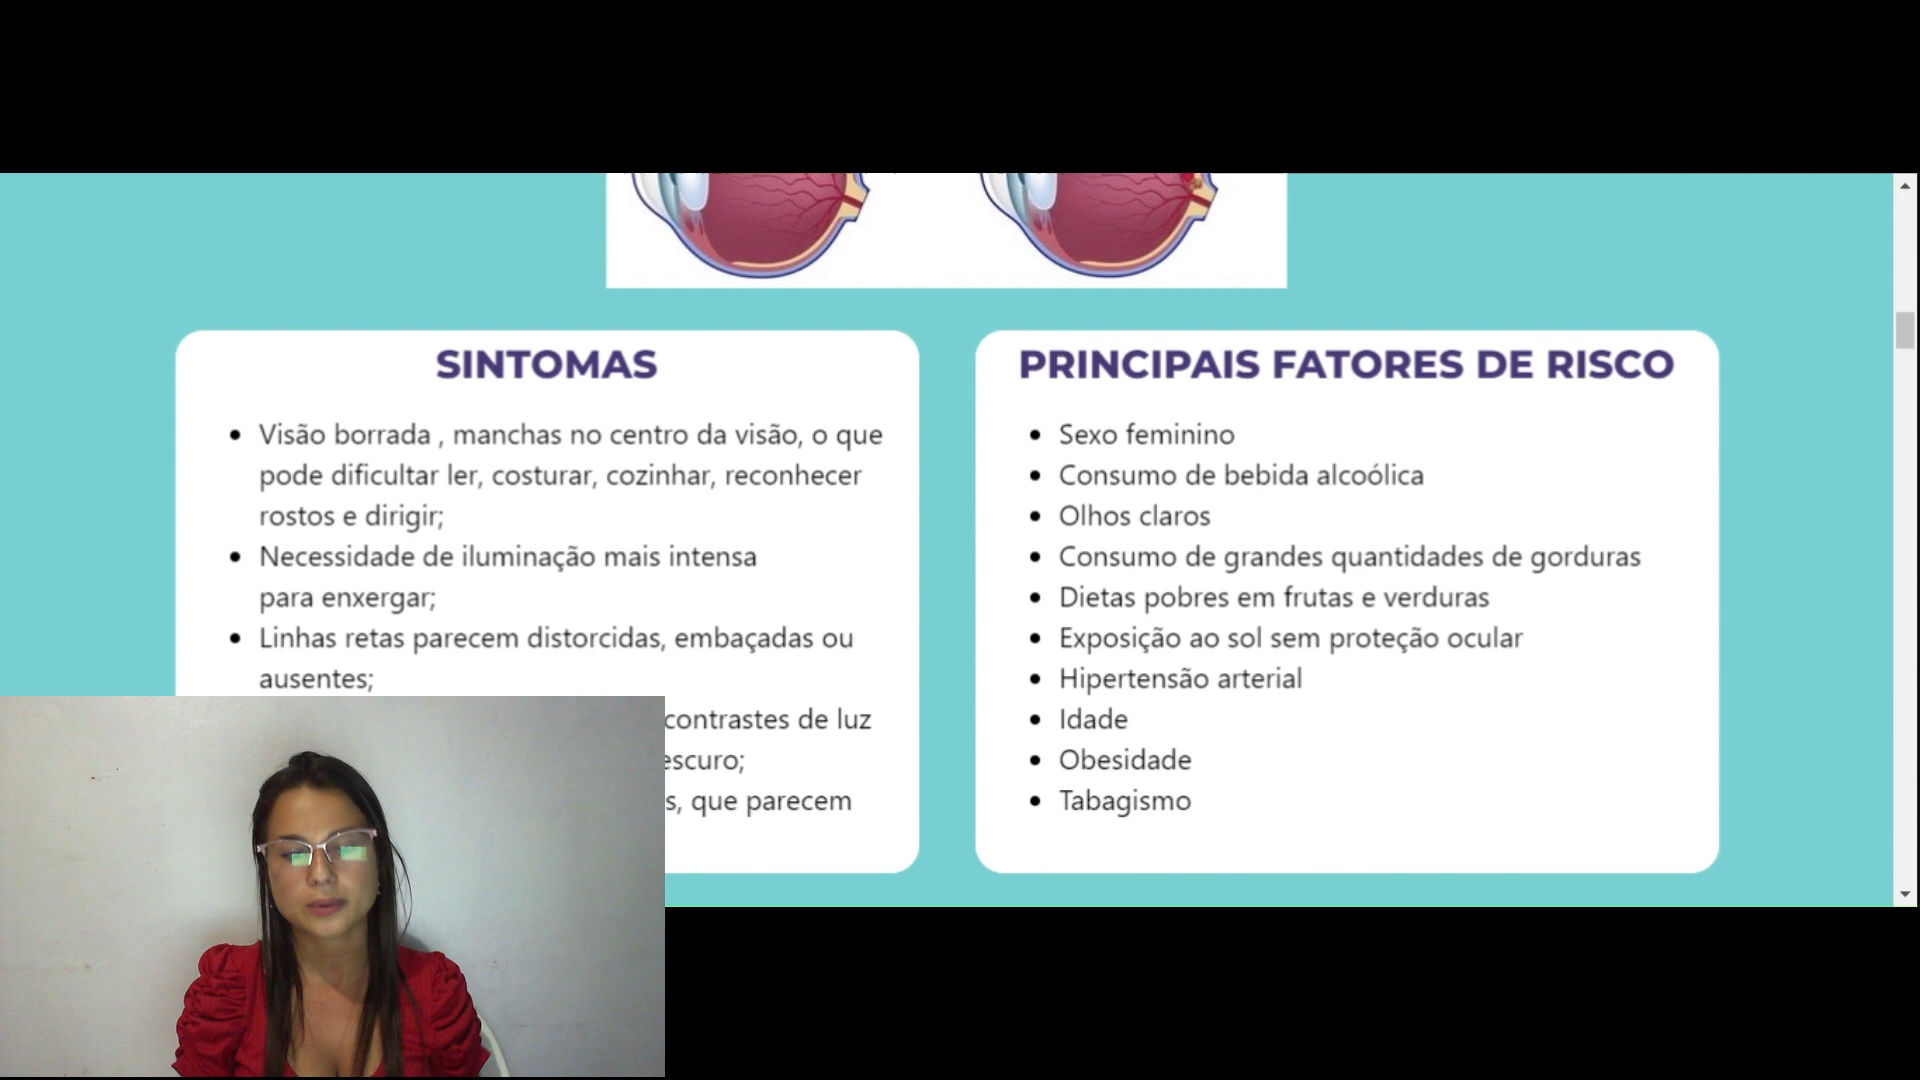 SINTOMAS
Visão borrada , manchas no centro da visão, o que
pode dificultar ler, costurar, cozinhar, reconhecer
rostos e dirigir;
Necessidade de iluminação mais intensa
para enxergar;
Linhas retas parecem distorcidas, embaçadas ou
ausentes;
contrastes de luz
escuro;
que parecem
PRINCIPAIS FATORES DE RISCO
Sexo feminino
Consumo de bebida alcoólica
Olhos claros
Consumo de grandes quantidades de gorduras
Dietas pobres em frutas e verduras
Exposição ao sol sem proteção ocular
Hipertensão arterial
Idade
Obesidade
Tabagismo